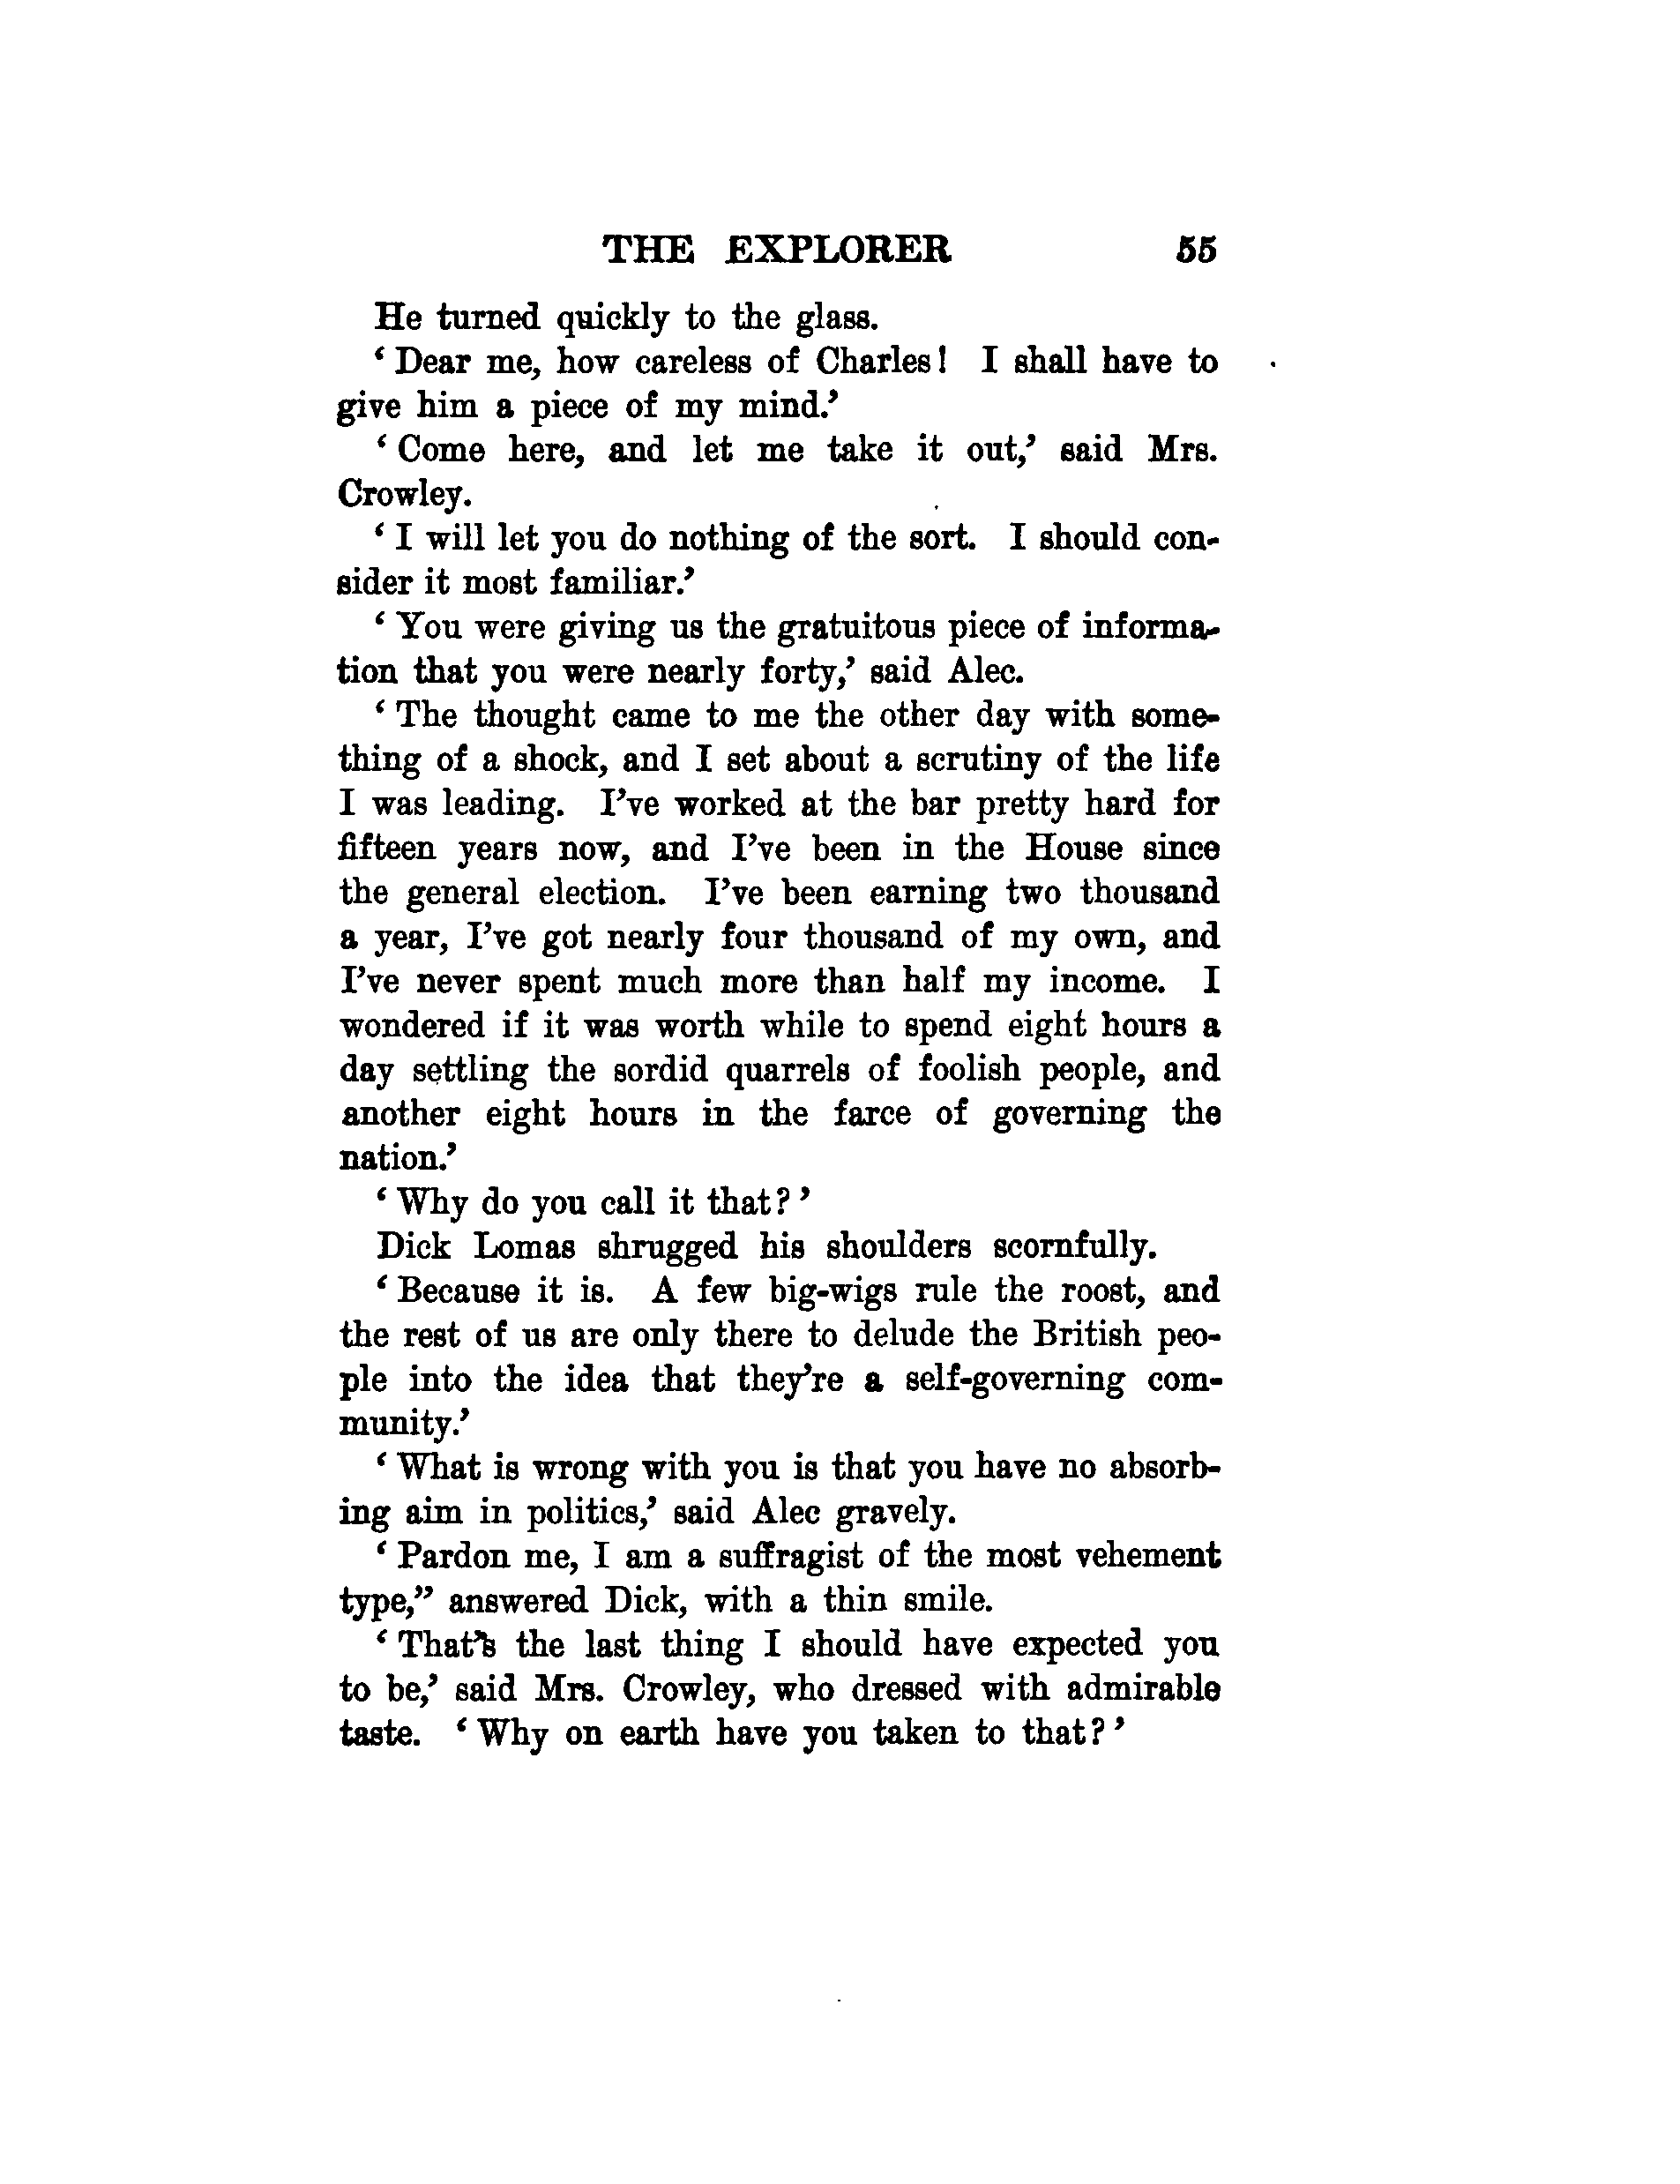 THE EXPLORER 55
He turned quickly to the glass.
‘Dear me, how careless of Charles! I shall have to
give him a piece of my mind.’
‘Come here, and let me take it out,’ said Mrs.
Crowley.
‘I will let you do nothing of the sort. I should con-
sider it most familiar.’
‘You were giving us the gratuitous piece of informa-
tion that you were nearly forty,’ said Alec.
‘The thought came to me the other day with some-
thing of a shock, and I set about a scrutiny of the life
I was leading. I’ve worked at the bar pretty hard for
fifteen years now, and I’ve been in the House since
the general election. I’ve been earning two thousand
a year, I’ve got nearly four thousand of my own, and
I’ve never spent much more than half my income. I
wondered if it was worth while to spend eight hours a
day settling the sordid quarrels of foolish people, and
another eight hours in the farce of governing the
nation.’
‘Why do you call it that?’
Dick Lomas shrugged his shoulders scornfully.
‘Because it is. A few big-wigs rule the roost, and
the rest of us are only there to delude the British peo-
ple into the idea that they’re a self-governing com-
munity.’
‘What is wrong with you is that you have no absorb-
ing aim in politics,’ said Alec gravely.
‘Pardon me, I am a suffragist of the most vehement
type,” answered Dick, with a thin smile.
‘That’s the last thing I should have expected you
to be,’ said Mrs. Crowley, who dressed with admirable
taste. ‘Why on earth have you taken to that?’